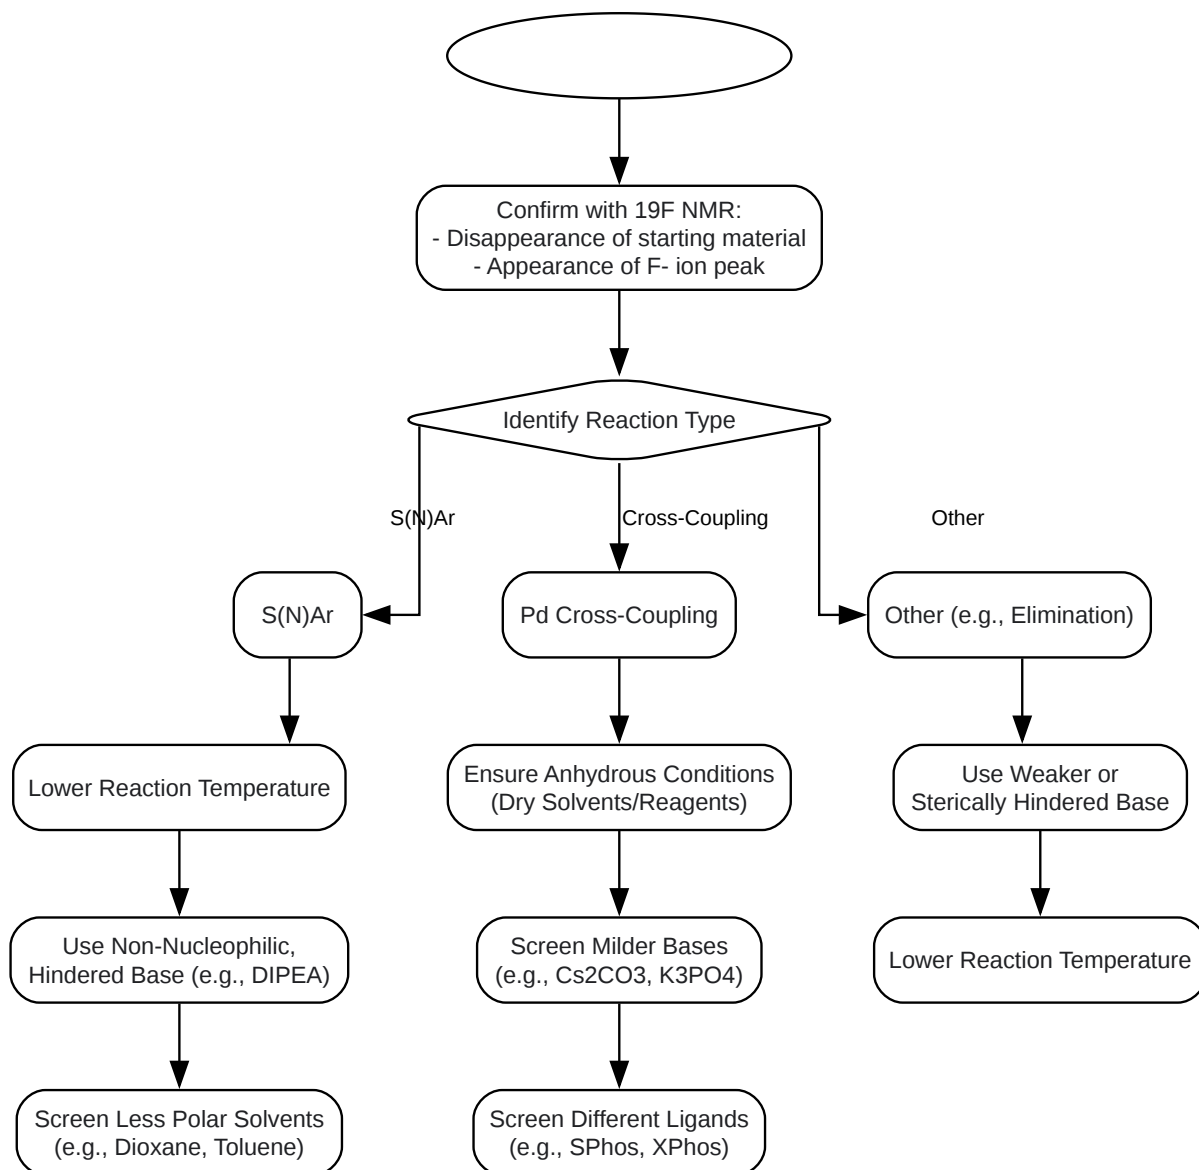 Confirm with 19F NMR:
- Disappearance of starting material
- Appearance of F- ion peak
Identify Reaction Type
S(N)Ar
Cross-Coupling
Other
S(N)Ar
Pd Cross-Coupling
Other (e.g., Elimination)
Lower Reaction Temperature
Ensure Anhydrous Conditions
(Dry Solvents/Reagents)
Use Weaker or
Sterically Hindered Base
Use Non-Nucleophilic,
Hindered Base (e.g., DIPEA)
Screen Milder Bases
(e.g., Cs2CO3, K3PO4)
Lower Reaction Temperature
Screen Less Polar Solvents
(e.g., Dioxane, Toluene)
Screen Different Ligands
(e.g., SPhos, XPhos)